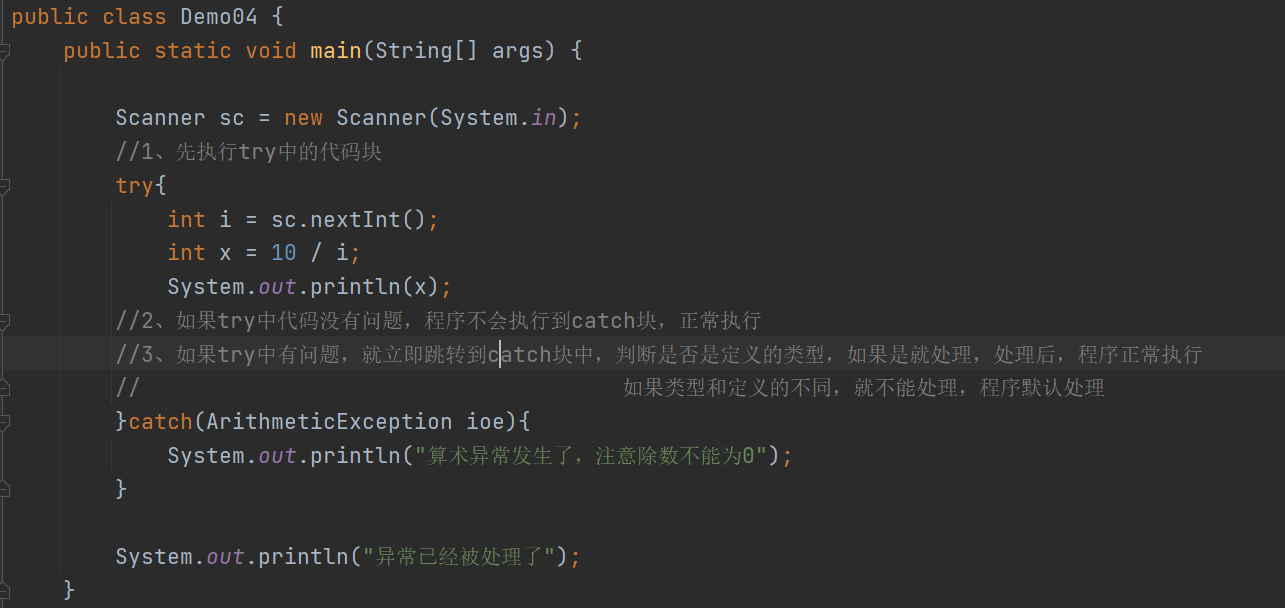 public class Demo04 {
public static void main(String[] args) {
Scanner sc = new Scanner(System.in);
//1、先执行try中的代码块
try{
int i = sc.nextInt();
int x = 10 / i;
System.out.println(x);
//2、如果try中代码没有问题，程序不会执行到catch块，正常执行
//3、如果try中有问题，就立即跳转到catch块中，判断是否是定义的类型，如果是就处理，处理后，程序正常执行
// 如果类型和定义的不同，就不能处理，程序默认处理
}catch(ArithmeticException ioe){
System.out.println("算术异常发生了，注意除数不能为0");
}
System.out.println("异常已经被处理了");
}